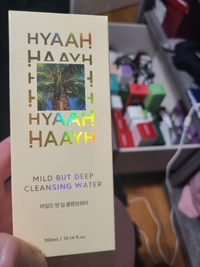 HYAAH
HAAYH
HYAAH
HAAYH
MILD BUT DEEP
CLEANSING WATER
마일드 벗 딥 클렌징워터
300ml / 10.14 fl.oz